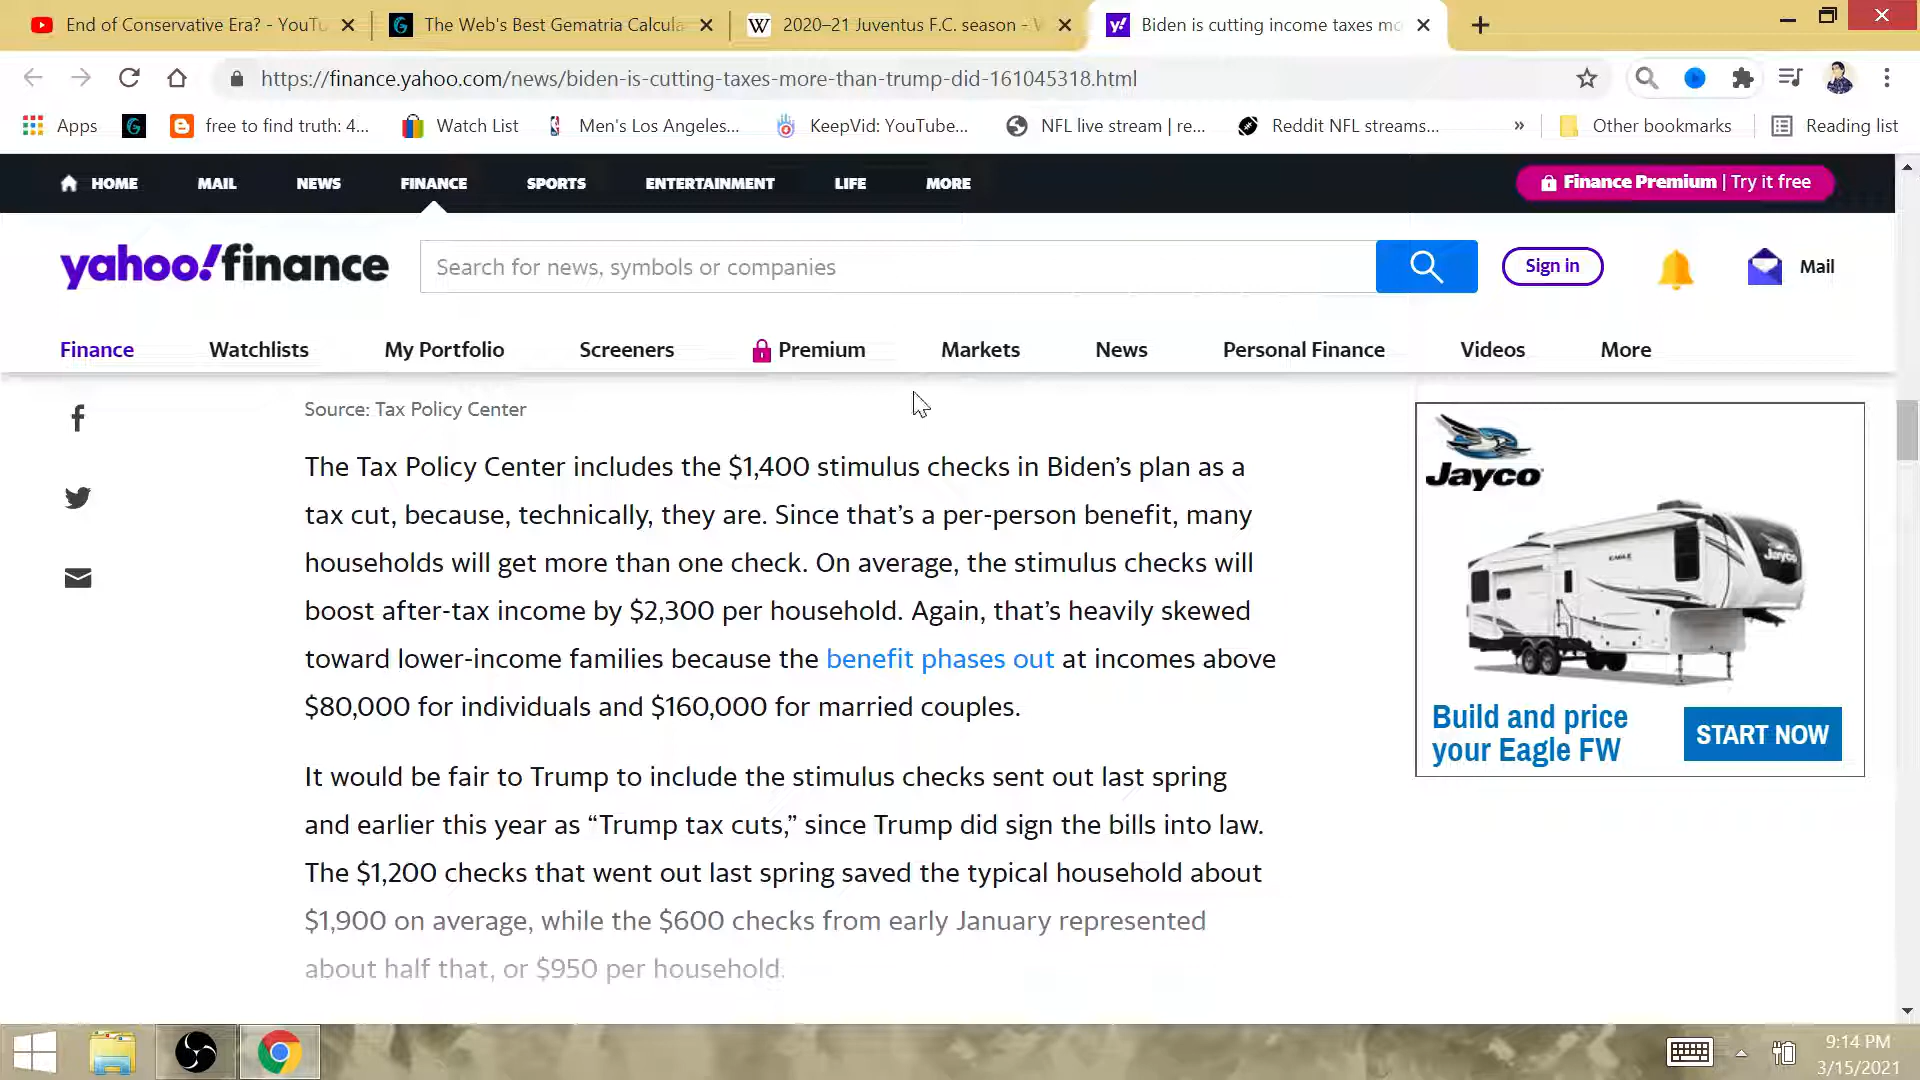 End of Conservative Era? - YouTu
The Web's Best Gematria Calcula
2020–21 Juventus F.C. season - W
Biden is cutting income taxes mo
https://finance.yahoo.com/news/biden-is-cutting-taxes-more-than-trump-did-161045318.html
Apps
free to find truth: 4...
Watch List
Men's Los Angeles...
KeepVid: YouTube...
NFL live stream | re...
Reddit NFL streams...
»
Other bookmarks
Reading list
HOME
MAIL
NEWS
FINANCE
SPORTS
ENTERTAINMENT
LIFE
MORE
Finance Premium | Try it free
yahoo!finance
Search for news, symbols or companies
Sign in
Mail
Finance
Watchlists
My Portfolio
Screeners
Premium
Markets
News
Personal Finance
Videos
More
Source: Tax Policy Center
The Tax Policy Center includes the $1,400 stimulus checks in Biden’s plan as a
tax cut, because, technically, they are. Since that’s a per-person benefit, many
households will get more than one check. On average, the stimulus checks will
boost after-tax income by $2,300 per household. Again, that’s heavily skewed
toward lower-income families because the benefit phases out at incomes above
$80,000 for individuals and $160,000 for married couples.
It would be fair to Trump to include the stimulus checks sent out last spring
and earlier this year as “Trump tax cuts,” since Trump did sign the bills into law.
The $1,200 checks that went out last spring saved the typical household about
$1,900 on average, while the $600 checks from early January represented
about half that, or $950 per household.
Jayco
EAGLE
Jayco
Build and price
your Eagle FW
START NOW
9:14 PM
3/15/2021